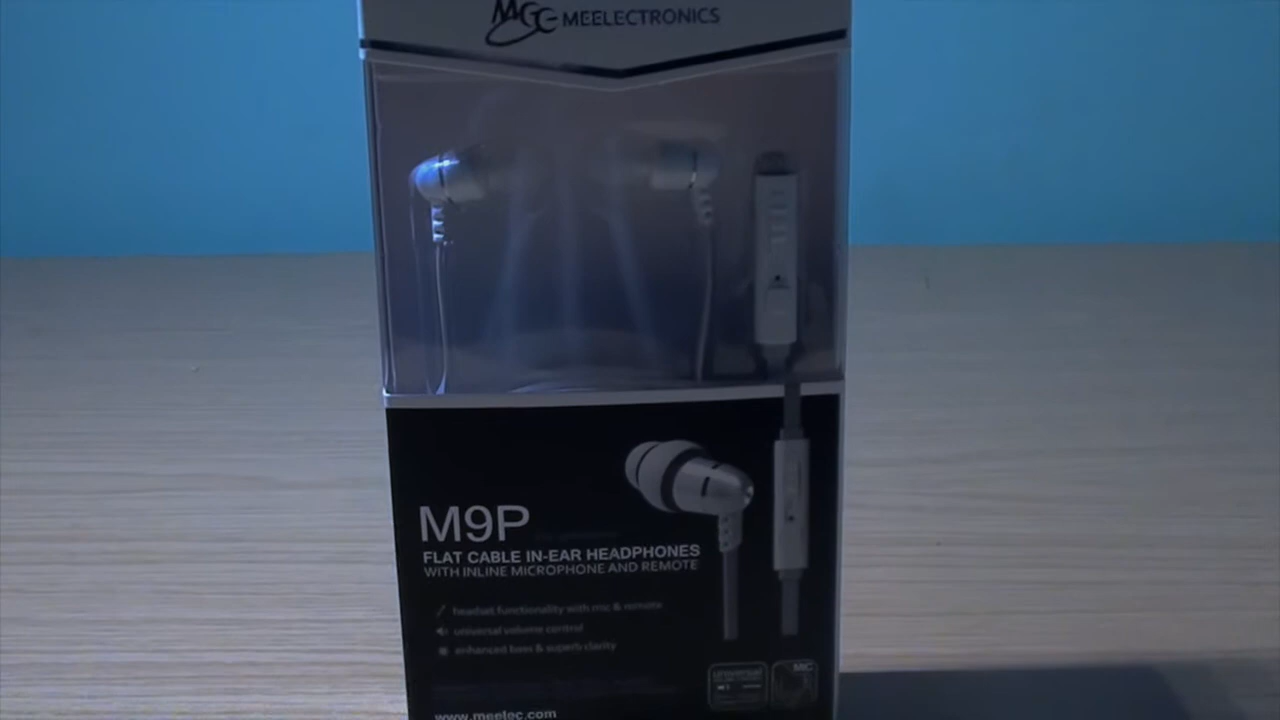 MEELECTRONICS
M9P
FLAT CABLE IN-EAR HEADPHONES
WITH INLINE MICROPHONE AND REMOTE
headset functionality with mic & remote
universal volume control
enhanced bass & superb clarity
MIC
www.meelec.com